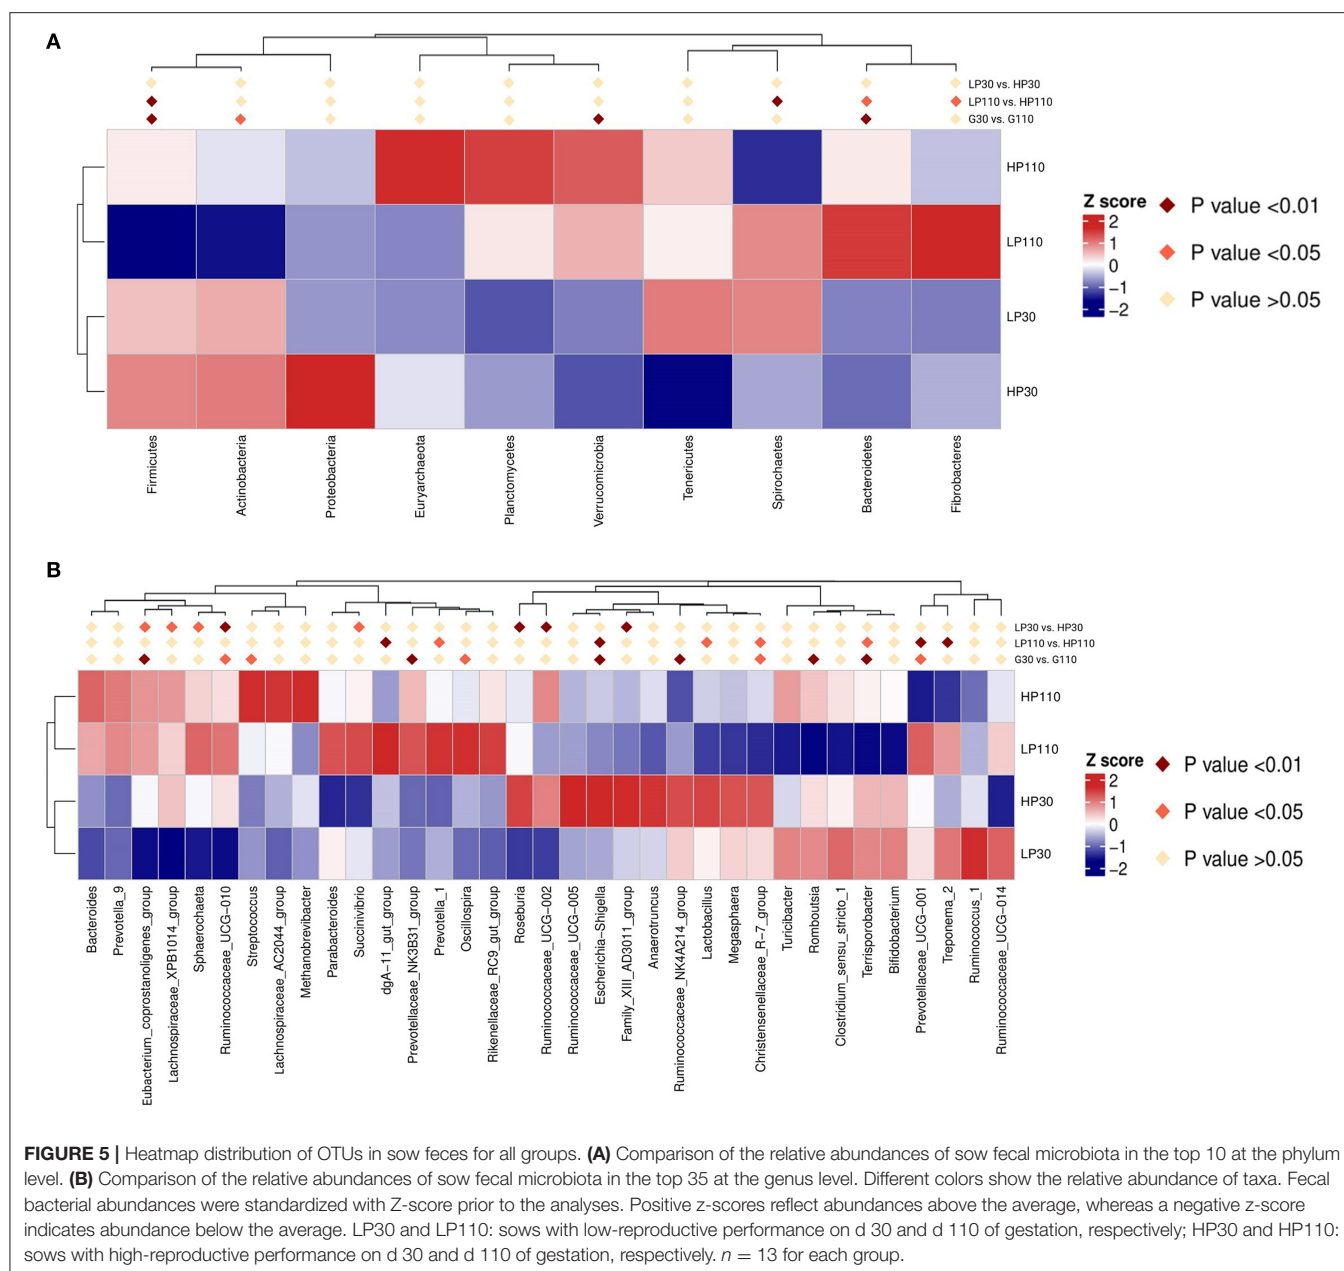 A
LP30 vs. HP30
LP110 vs. HP110
G30 vs. G110
HP110
LP110
LP30
HP30
Z score
2
1
0
−1
−2
P value <0.01
P value <0.05
P value >0.05
Firmicutes
Actinobacteria
Proteobacteria
Euryarchaeota
Planctomycetes
Verrucomicrobia
Tenericutes
Spirochaetes
Bacteroidetes
Fibrobacteres
B
LP30 vs. HP30
LP110 vs. HP110
G30 vs. G110
HP110
LP110
HP30
LP30
Z score
2
1
0
−1
−2
P value <0.01
P value <0.05
P value >0.05
Bacteroides
Prevotella_9
Eubacterium_coprostanoligenes_group
Lachnospiraceae_XPB1014_group
Sphaerochaeta
Ruminococcaceae_UCG−010
Streptococcus
Lachnospiraceae_AC2044_group
Methanobrevibacter
Parabacteroides
Succinivibrio
dgA−11_gut_group
Prevotellaceae_NK3B31_group
Prevotella_1
Oscillospira
Rikenellaceae_RC9_gut_group
Roseburia
Ruminococcaceae_UCG−002
Ruminococcaceae_UCG−005
Escherichia−Shigella
Family_XIII_AD3011_group
Anaerotruncus
Ruminococcaceae_NK4A214_group
Lactobacillus
Megasphaera
Christensenellaceae_R−7_group
Turicibacter
Romboutsia
Clostridium_sensu_stricto_1
Terrisporobacter
Bifidobacterium
Prevotellaceae_UCG−001
Treponema_2
Ruminococcus_1
Ruminococcaceae_UCG−014
FIGURE 5 | Heatmap distribution of OTUs in sow feces for all groups. (A) Comparison of the relative abundances of sow fecal microbiota in the top 10 at the phylum
level. (B) Comparison of the relative abundances of sow fecal microbiota in the top 35 at the genus level. Different colors show the relative abundance of taxa. Fecal
bacterial abundances were standardized with Z-score prior to the analyses. Positive z-scores reflect abundances above the average, whereas a negative z-score
indicates abundance below the average. LP30 and LP110: sows with low-reproductive performance on d 30 and d 110 of gestation, respectively; HP30 and HP110:
sows with high-reproductive performance on d 30 and d 110 of gestation, respectively. n = 13 for each group.